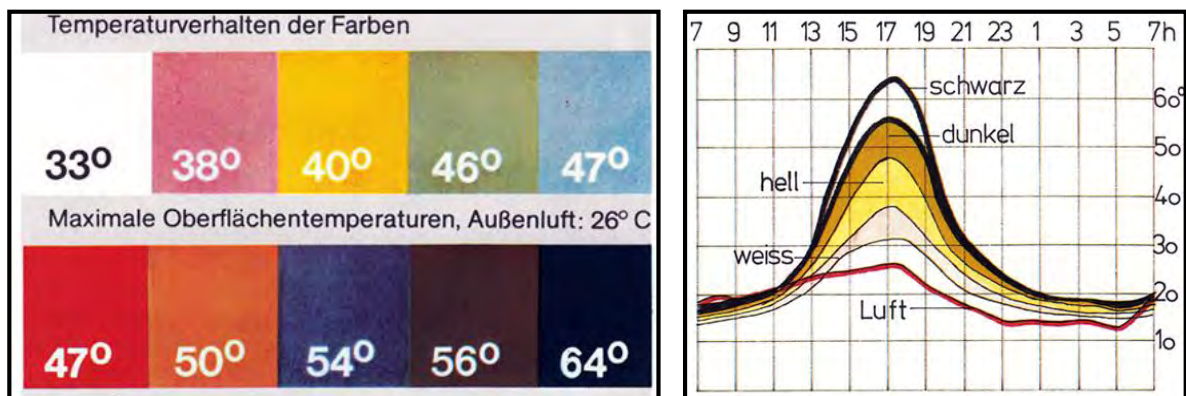 Temperaturverhalten der Farben
33° 38° 40° 46° 47°
Maximale Oberflächentemperaturen, Außenluft: 26° C
47° 50° 54° 56° 64°
7 9 11 13 15 17 19 21 23 1 3 5 7h
schwarz
60°
dunkel
50
hell
40
30
weiss
20
Luft
10